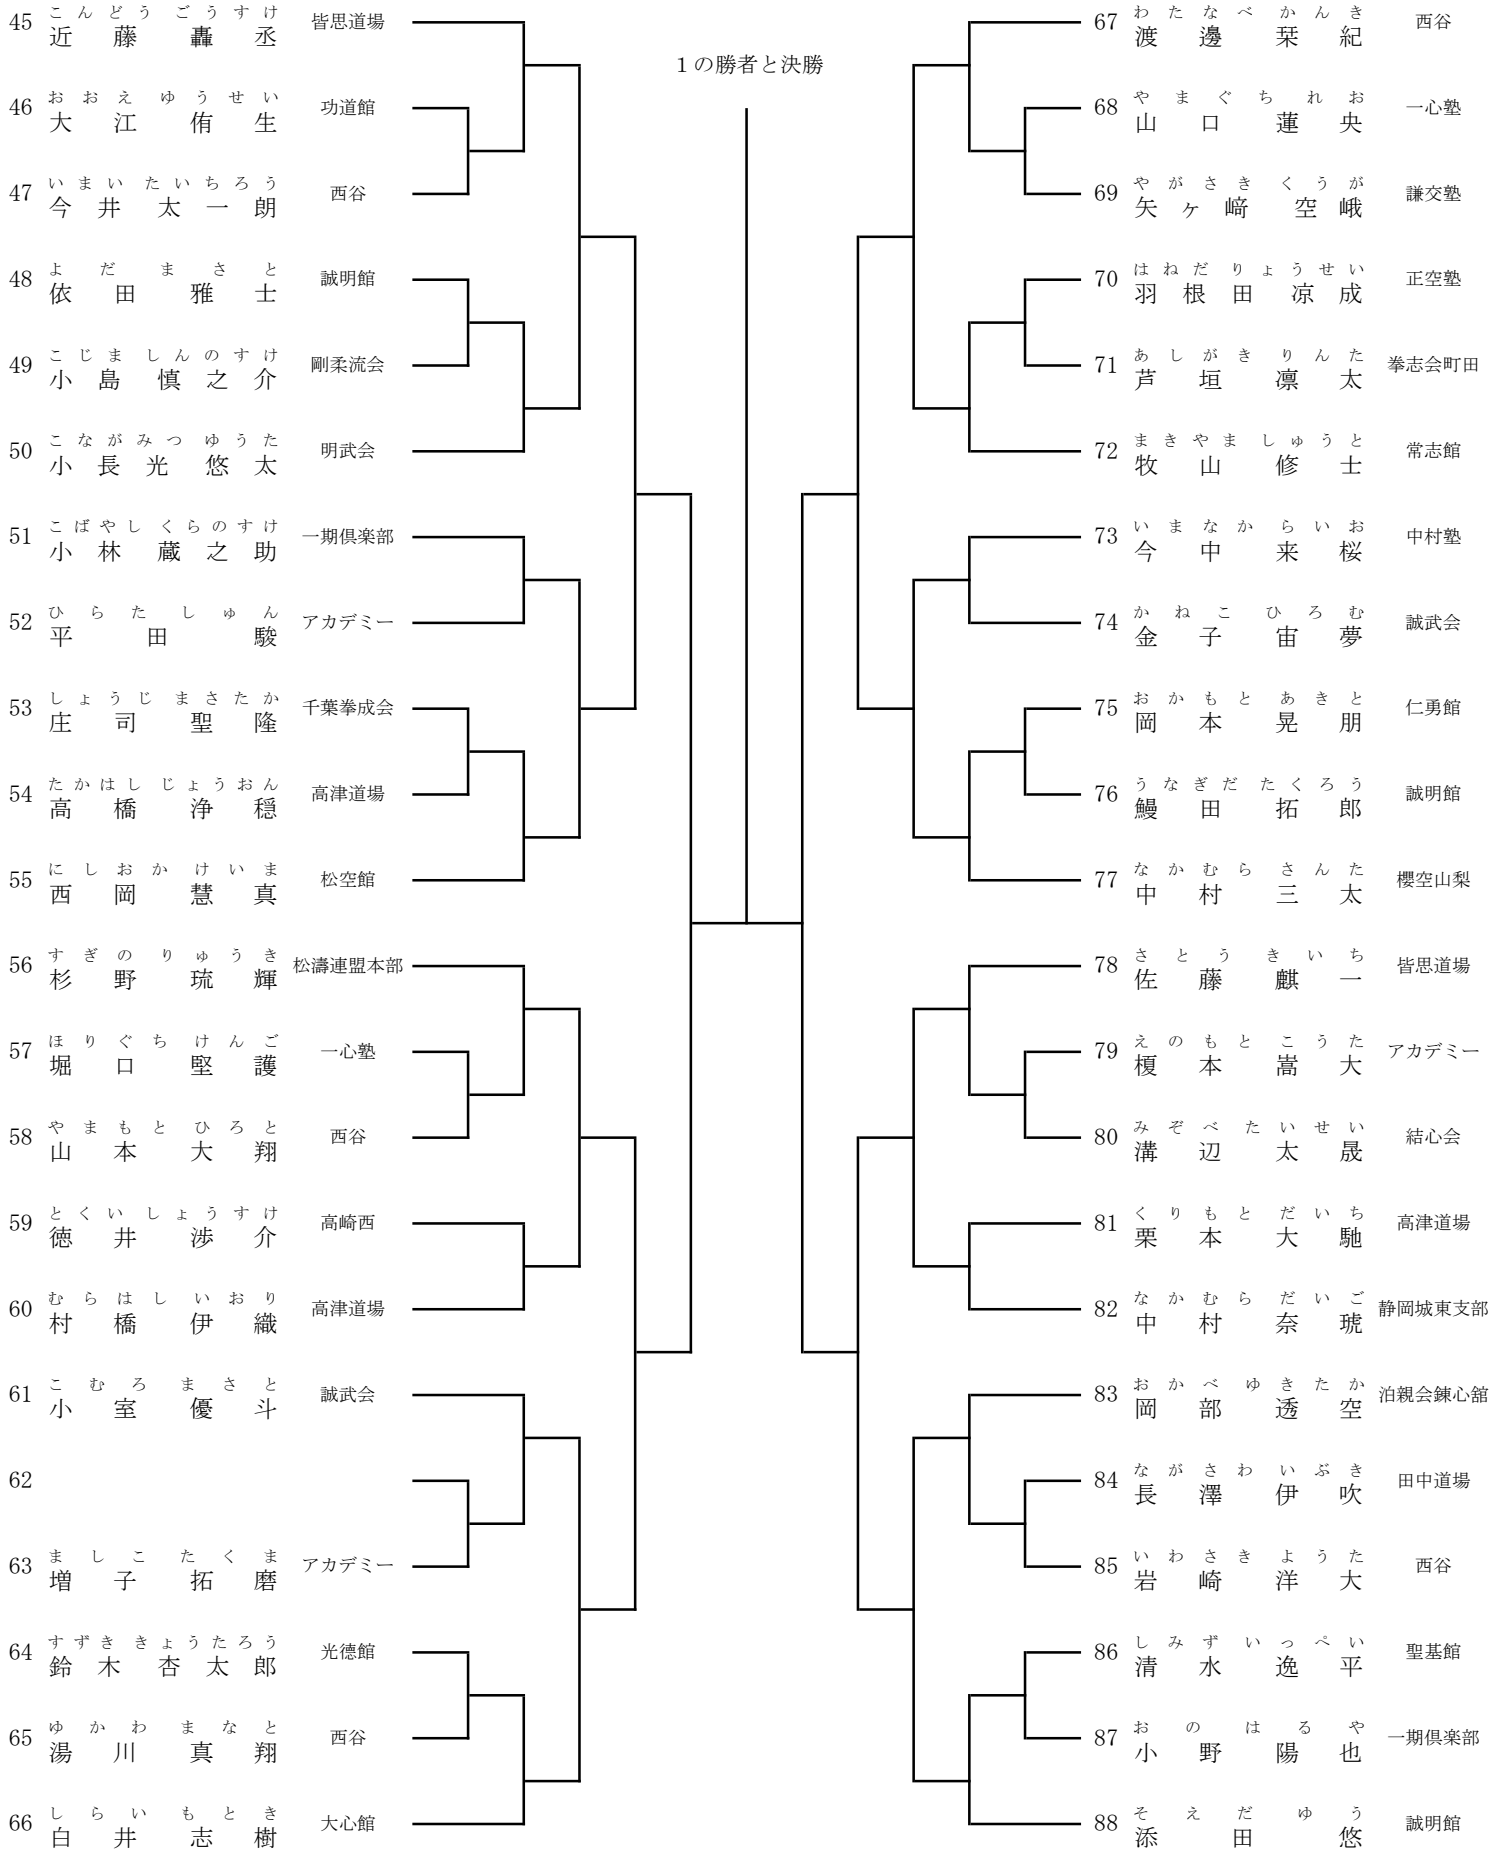 1の勝者と決勝
こんどう ごうすけ
45 近藤 轟丞 皆思道場
おおえ ゆうせい
46 大江 侑生 功道館
いまい たいちろう
47 今井 太一朗 西谷
よだ まさと
48 依田 雅士 誠明館
こじま しんのすけ
49 小島 慎之介 剛柔流会
こながみつ ゆうた
50 小長光 悠太 明武会
こばやし くらのすけ
51 小林 蔵之助 一期倶楽部
ひらた しゅん
52 平田 駿 アカデミー
しょうじ まさたか
53 庄司 聖隆 千葉拳成会
たかはし じょうおん
54 高橋 浄穏 高津道場
にしおか けいま
55 西岡 慧真 松空館
すぎの りゅうき
56 杉野 琉輝 松濤連盟本部
ほりぐち けんご
57 堀口 堅護 一心塾
やまもと ひろと
58 山本 大翔 西谷
とくい しょうすけ
59 徳井 渉介 高崎西
むらはし いおり
60 村橋 伊織 高津道場
こむろ まさと
61 小室 優斗 誠武会
62
ましこ たくま
63 増子 拓磨 アカデミー
すずき きょうたろう
64 鈴木 杏太郎 光德館
ゆかわ まなと
65 湯川 真翔 西谷
しらい もとき
66 白井 志樹 大心館
わたなべ かんき
67 渡邊 栞紀 西谷
やまぐち れお
68 山口 蓮央 一心塾
やがさき くうが
69 矢ヶ﨑 空峨 謙交塾
はねだ りょうせい
70 羽根田 凉成 正空塾
あしがき りんた
71 芦垣 凛太 拳志会町田
まきやま しゅうと
72 牧山 修士 常志館
いまなか らいお
73 今中 来桜 中村塾
かねこ ひろむ
74 金子 宙夢 誠武会
おかもと あきと
75 岡本 晃朋 仁勇館
うなぎだ たくろう
76 鰻田 拓郎 誠明館
なかむら さんた
77 中村 三太 櫻空山梨
さとう きいち
78 佐藤 麒一 皆思道場
えのもと こうた
79 榎本 嵩大 アカデミー
みぞべ たいせい
80 溝辺 太晟 結心会
くりもと だいち
81 栗本 大馳 高津道場
なかむら だいご
82 中村 奈琥 静岡城東支部
おかべ ゆきたか
83 岡部 透空 泊親会錬心舘
ながさわ いぶき
84 長澤 伊吹 田中道場
いわさき ようた
85 岩崎 洋大 西谷
しみず いっぺい
86 清水 逸平 聖基館
おの はるや
87 小野 陽也 一期倶楽部
そえだ ゆう
88 添田 悠 誠明館